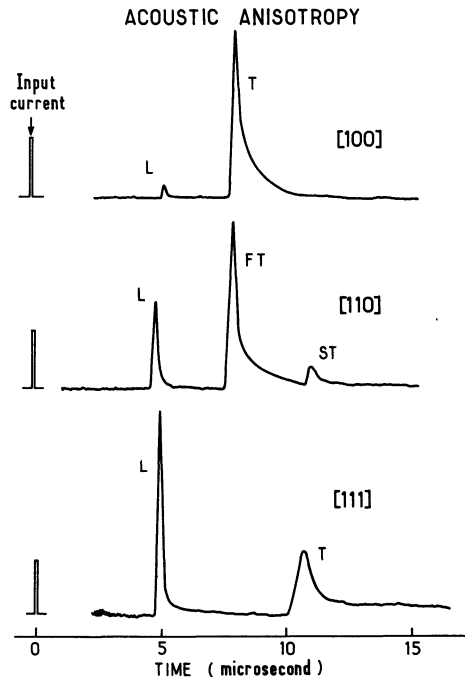 ACOUSTIC ANISOTROPY
Input
current
T
L
[100]
FT
L
[110]
ST
L
[111]
T
0 5 10 15
TIME ( microsecond )